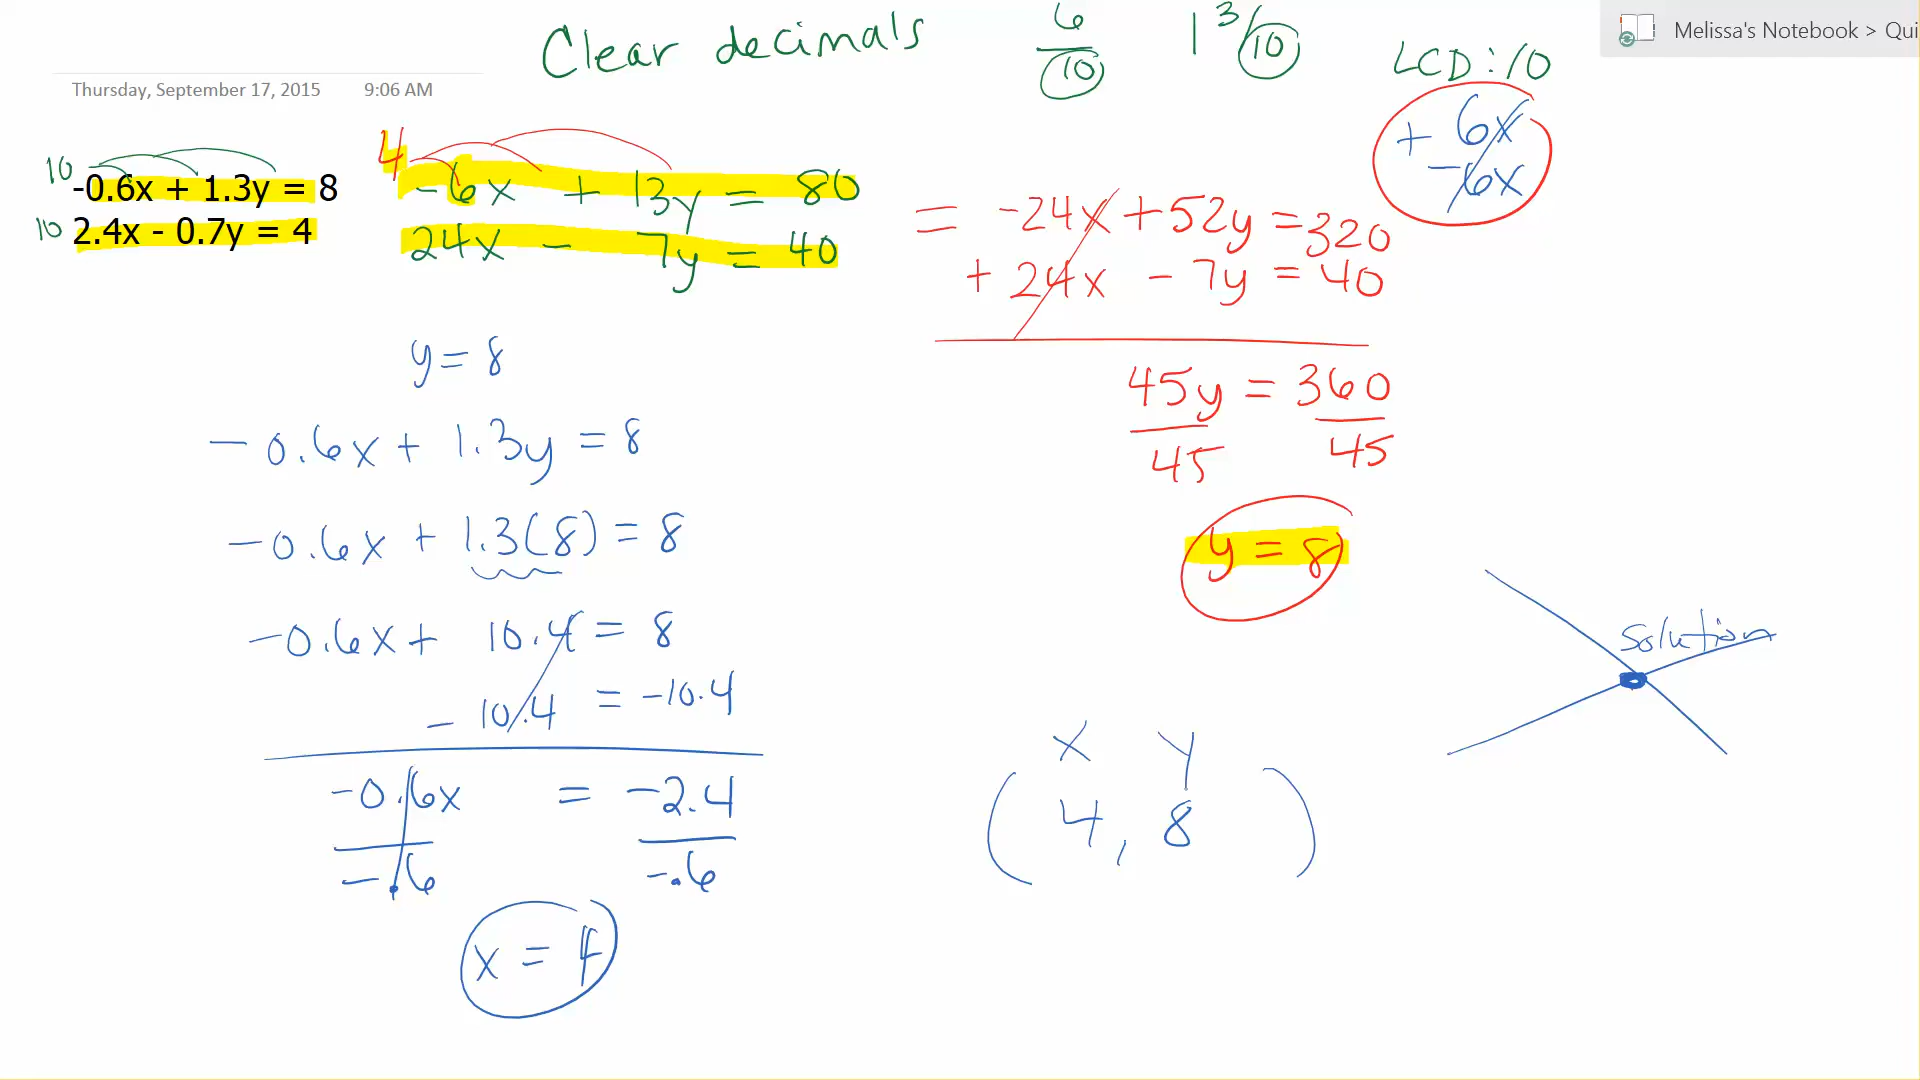 Melissa's Notebook > Qui
Clear decimals 6/10 1 3/10 LCD: 10
Thursday, September 17, 2015 9:06 AM
10 -0.6x + 1.3y = 8
10 2.4x - 0.7y = 4
4 -6x + 13y = 80
24x - 7y = 40
+ 6x
-6x
= -24x + 52y = 320
+ 24x - 7y = 40
45y = 360
45 45
y = 8
y = 8
-0.6x + 1.3y = 8
-0.6x + 1.3(8) = 8
-0.6x + 10.4 = 8
- 10.4 = -10.4
-0.6x = -2.4
-.6 -.6
x = 4
Solution
x y
( 4, 8 )